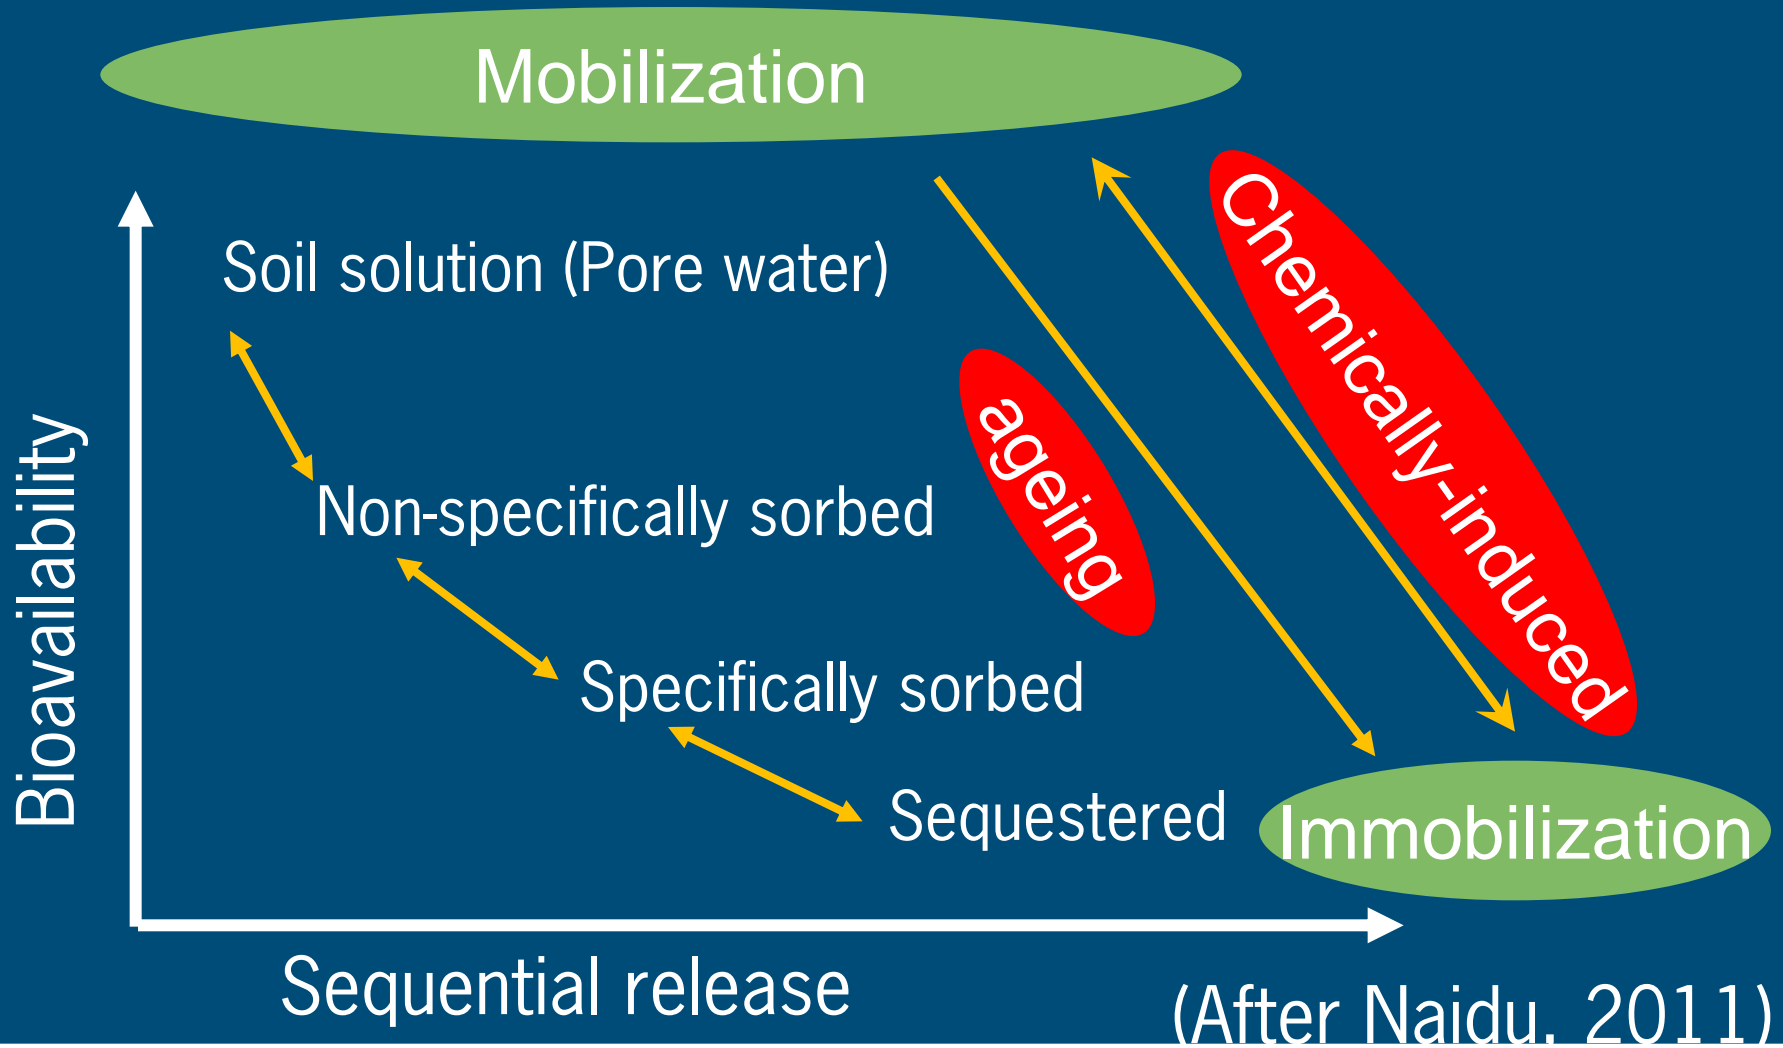 Mobilization
Soil solution (Pore water)
Chemically-induced
ageing
Non-specifically sorbed
Specifically sorbed
Sequestered
Immobilization
Bioavailability
Sequential release
(After Naidu, 2011)